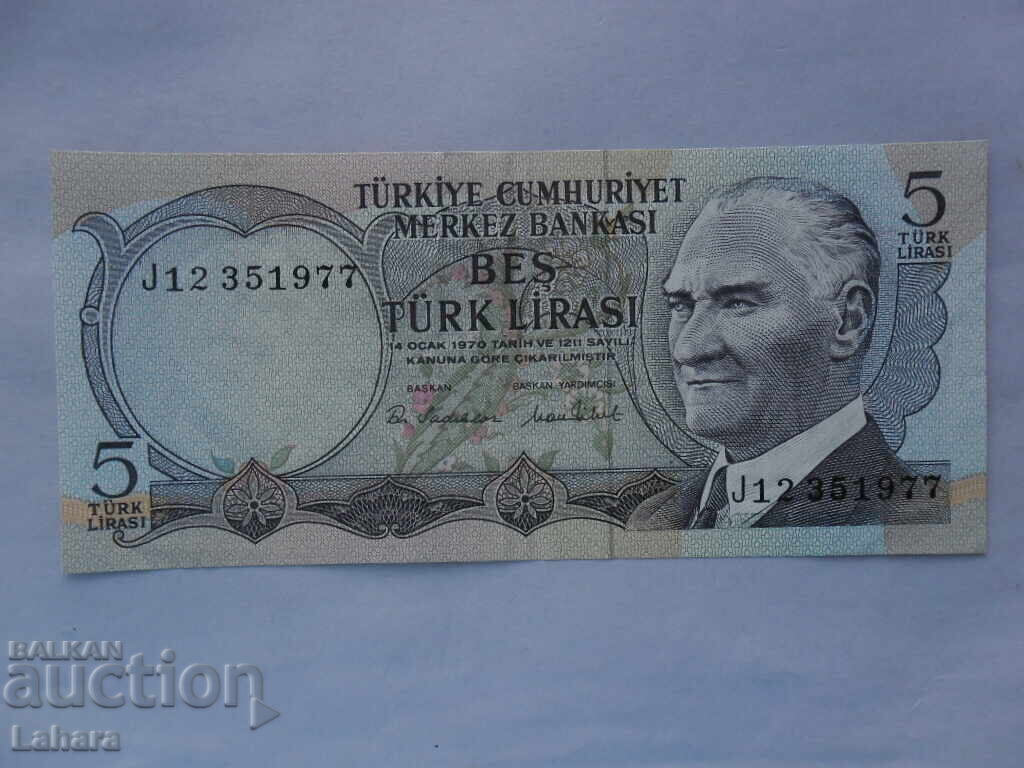 TÜRKİYE CUMHURİYET
MERKEZ BANKASI
5
TÜRK
LİRASI
J12 351977
BEŞ
TÜRK LİRASI
14 OCAK 1970 TARİH VE 1211 SAYILI
KANUNA GÖRE ÇIKARILMIŞTIR
BAŞKAN BAŞKAN YARDIMCISI
5
TÜRK
LİRASI
J12 351977
BALKAN
auction
Lahara